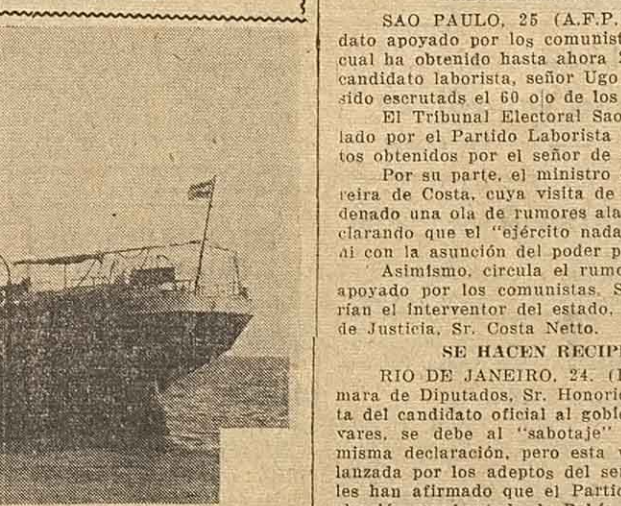 SAO PAULO, 25 (A.F.P.
dato apoyado por los comunist
cual ha obtenido hasta ahora
candidato laborista, señor Ugo
sido escrutads el 60 o|o de los
El Tribunal Electoral Sao
lado por el Partido Laborista
tos obtenidos por el señor de
Por su parte, el ministro
reira de Costa, cuya visita de
denado una ola de rumores ala
clarando que el "ejército nada
ni con la asunción del poder p
Asimismo, circula el rumo
apoyado por los comunistas. S
rían el interventor del estado,
de Justicia, Sr. Costa Netto.
SE HACEN RECIP
RIO DE JANEIRO, 24. (
mara de Diputados, Sr. Honori
ta del candidato oficial al gobi
vares, se debe al "sabotaje"
misma declaración, pero esta v
lanzada por los adeptos del se
les han afirmado que el Partid